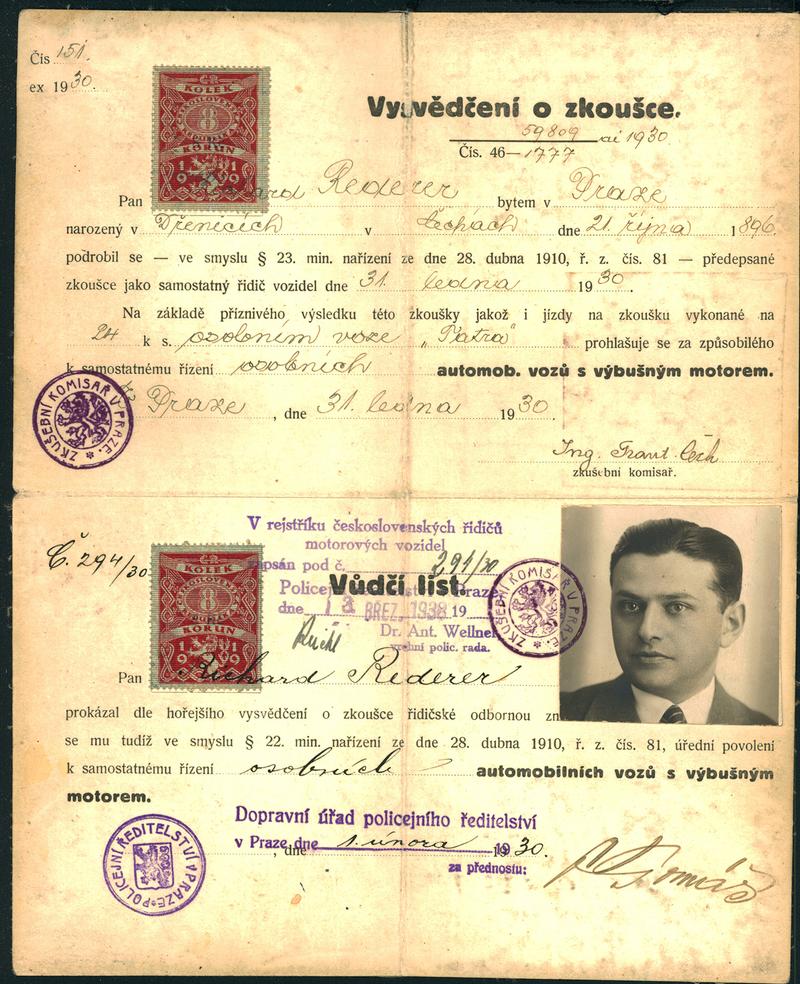 Čís. 151.
ex 1930.
ČR
KOLEK
8
KORUN
1919
Vysvědčení o zkoušce.
59809 ai 1930
Čís. 46-1777
Pan Richard Rederer bytem v Praze
narozený v Dřenicích v Čechách dne 21. října 1896.
podrobil se — ve smyslu § 23. min. nařízení ze dne 28. dubna 1910, ř. z. čís. 81 — předepsané
zkoušce jako samostatný řidič vozidel dne 31. ledna 1930.
Na základě příznivého výsledku této zkoušky jakož i jízdy na zkoušku vykonané na
24 k s. osobním voze „Tatra" prohlašuje se za způsobilého
k samostatnému řízení osobních automob. vozů s výbušným motorem.
V Praze, dne 31. ledna 1930.
ZKUŠEBNÍ KOMISAŘ V PRAZE.
Ing. Frant. Čech
zkušební komisař.
V rejstříku československých řidičů
motorových vozidel
zapsán pod č. 294/30
Č. 294/30
ČR
KOLEK
8
KORUN
1919
Vůdčí list.
dne 13 BŘEZ. 1938 19
Dr. Ant. Wellner
vrchní polic. rada.
ZKUŠEBNÍ KOMISAŘ V PRAZE.
Pan Richard Rederer
prokázal dle hořejšího vysvědčení o zkoušce řidičské odbornou zn
se mu tudíž ve smyslu § 22. min. nařízení ze dne 28. dubna 1910, ř. z. čís. 81, úřední povolení
k samostatnému řízení osobních automobilních vozů s výbušným
motorem.
Dopravní úřad policejního ředitelství
v Praze dne 1. února 1930.
, dne
za přednostu:
POLICEJNÍ ŘEDITELSTVÍ V PRAZE